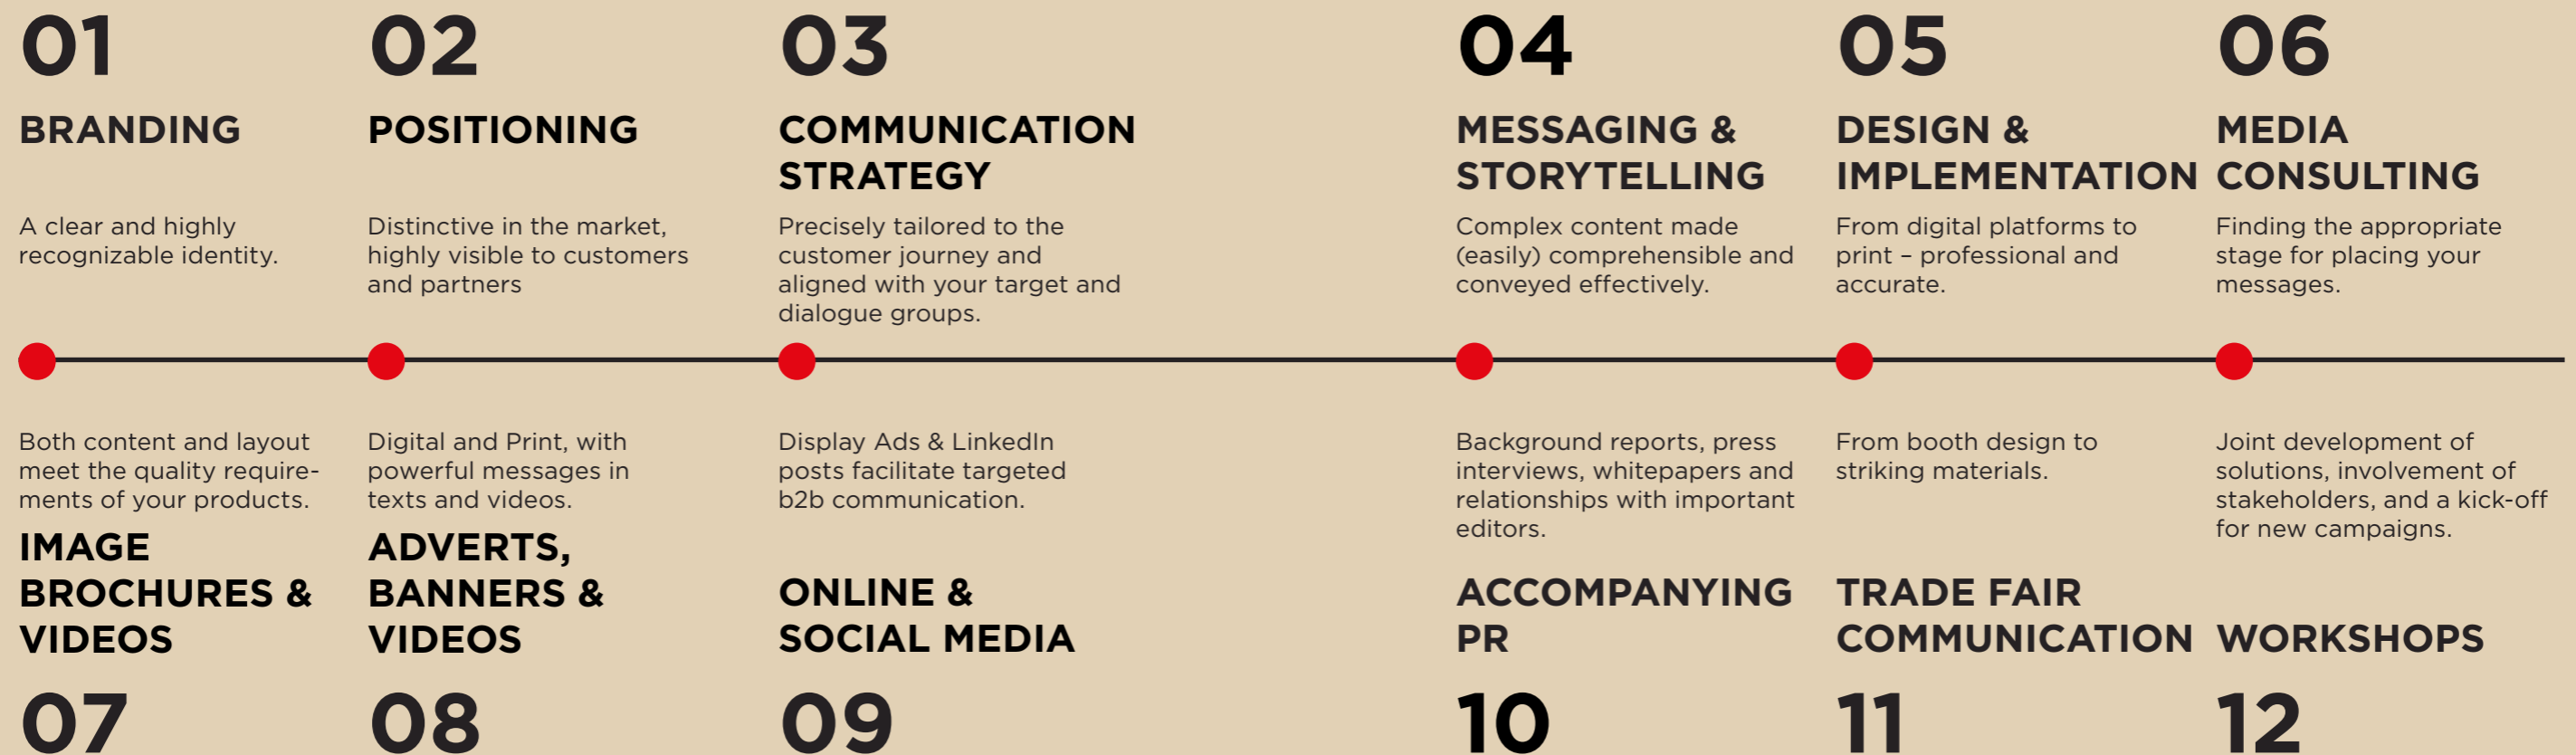 01
BRANDING
A clear and highly
recognizable identity.
02
POSITIONING
Distinctive in the market,
highly visible to customers
and partners
03
COMMUNICATION
STRATEGY
Precisely tailored to the
customer journey and
aligned with your target and
dialogue groups.
04
MESSAGING &
STORYTELLING
Complex content made
(easily) comprehensible and
conveyed effectively.
05
DESIGN &
IMPLEMENTATION
From digital platforms to
print – professional and
accurate.
06
MEDIA
CONSULTING
Finding the appropriate
stage for placing your
messages.
Both content and layout
meet the quality require-
ments of your products.
IMAGE
BROCHURES &
VIDEOS
07
Digital and Print, with
powerful messages in
texts and videos.
ADVERTS,
BANNERS &
VIDEOS
08
Display Ads & LinkedIn
posts facilitate targeted
b2b communication.
ONLINE &
SOCIAL MEDIA
09
Background reports, press
interviews, whitepapers and
relationships with important
editors.
ACCOMPANYING
PR
10
From booth design to
striking materials.
TRADE FAIR
COMMUNICATION
11
Joint development of
solutions, involvement of
stakeholders, and a kick-off
for new campaigns.
WORKSHOPS
12